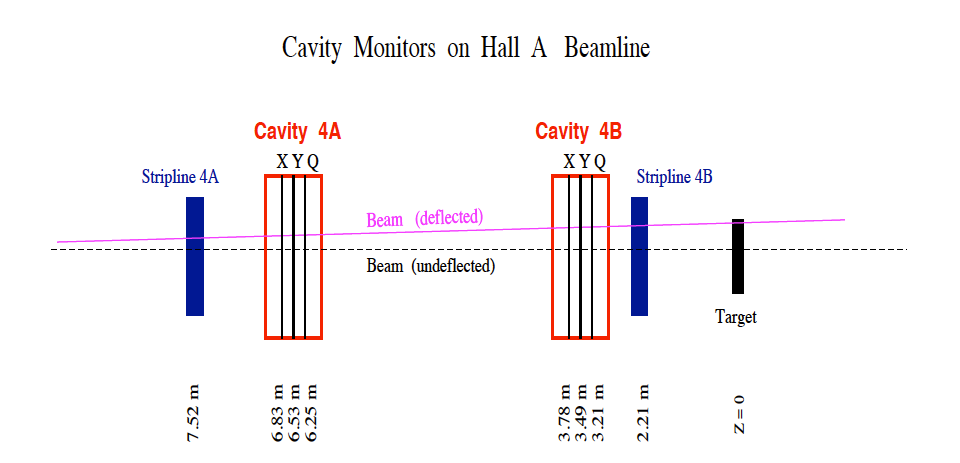 Cavity Monitors on Hall A Beamline
Cavity 4A
Cavity 4B
X Y Q
X Y Q
Stripline 4A
Stripline 4B
Beam (deflected)
Beam (undeflected)
Target
7.52 m
6.83 m
6.53 m
6.25 m
3.78 m
3.49 m
3.21 m
2.21 m
Z = 0